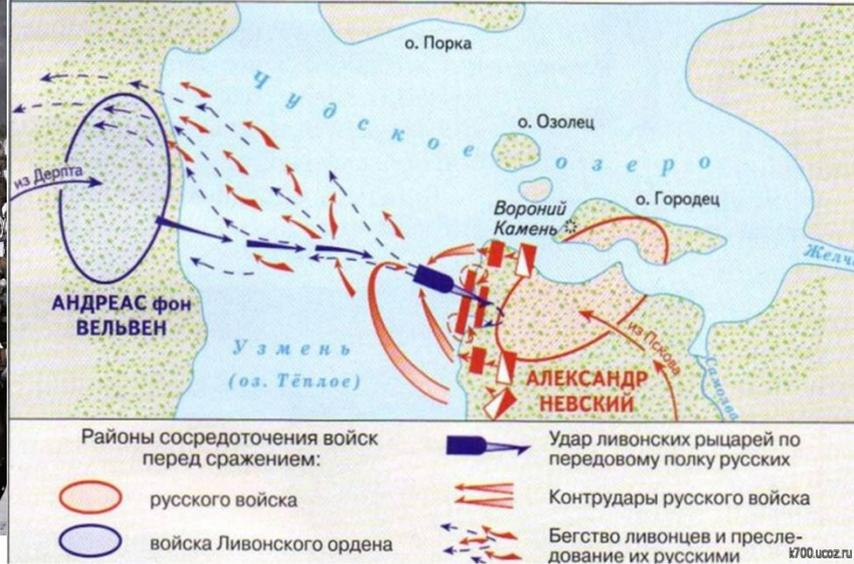 о. Порка
Чудское озеро
о. Озолец
о. Городец
Вороний
Камень
Желча
из Дерпта
АНДРЕАС фон
ВЕЛЬВЕН
Узмень
(оз. Тёплое)
из Пскова
Самолва
АЛЕКСАНДР
НЕВСКИЙ
Районы сосредоточения войск
перед сражением:
русского войска
войска Ливонского ордена
Удар ливонских рыцарей по
передовому полку русских
Контрудары русского войска
Бегство ливонцев и пресле-
дование их русскими
k700.ucoz.ru